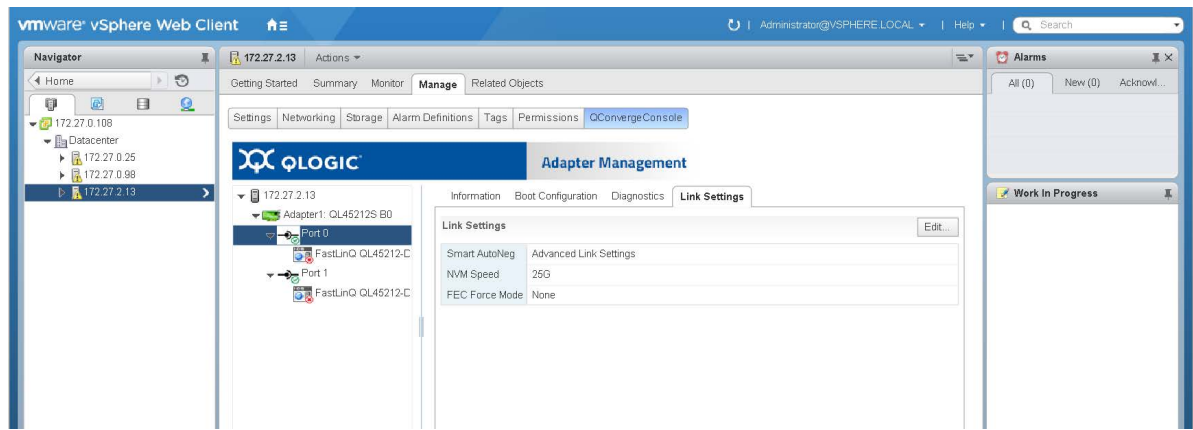 vmware® vSphere Web Client
Administrator@VSPHERE.LOCAL | Help | Search
Navigator
Home
172.27.0.108
Datacenter
172.27.0.25
172.27.0.98
172.27.2.13
172.27.2.13 Actions
Getting Started Summary Monitor Manage Related Objects
Settings Networking Storage Alarm Definitions Tags Permissions QConvergeConsole
QLOGIC® Adapter Management
172.27.2.13
Adapter1: QL45212S B0
Port 0
FastLinQ QL45212-D
Port 1
FastLinQ QL45212-D
Information Boot Configuration Diagnostics Link Settings
Link Settings Edit...
Smart AutoNeg Advanced Link Settings
NVM Speed 25G
FEC Force Mode None
Alarms
All (0) New (0) Acknowl...
Work In Progress